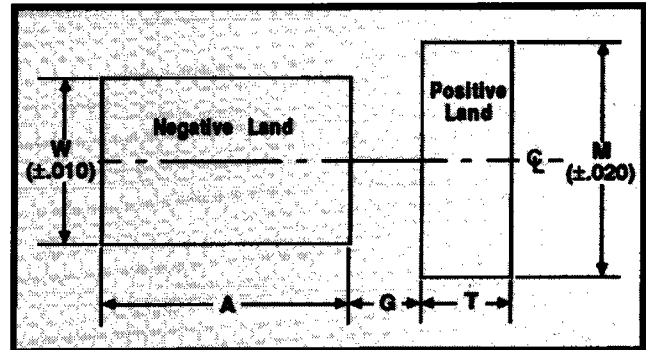 Positive
Land
Negative Land
W
(±.010)
℄
M
(±.020)
A
G
T